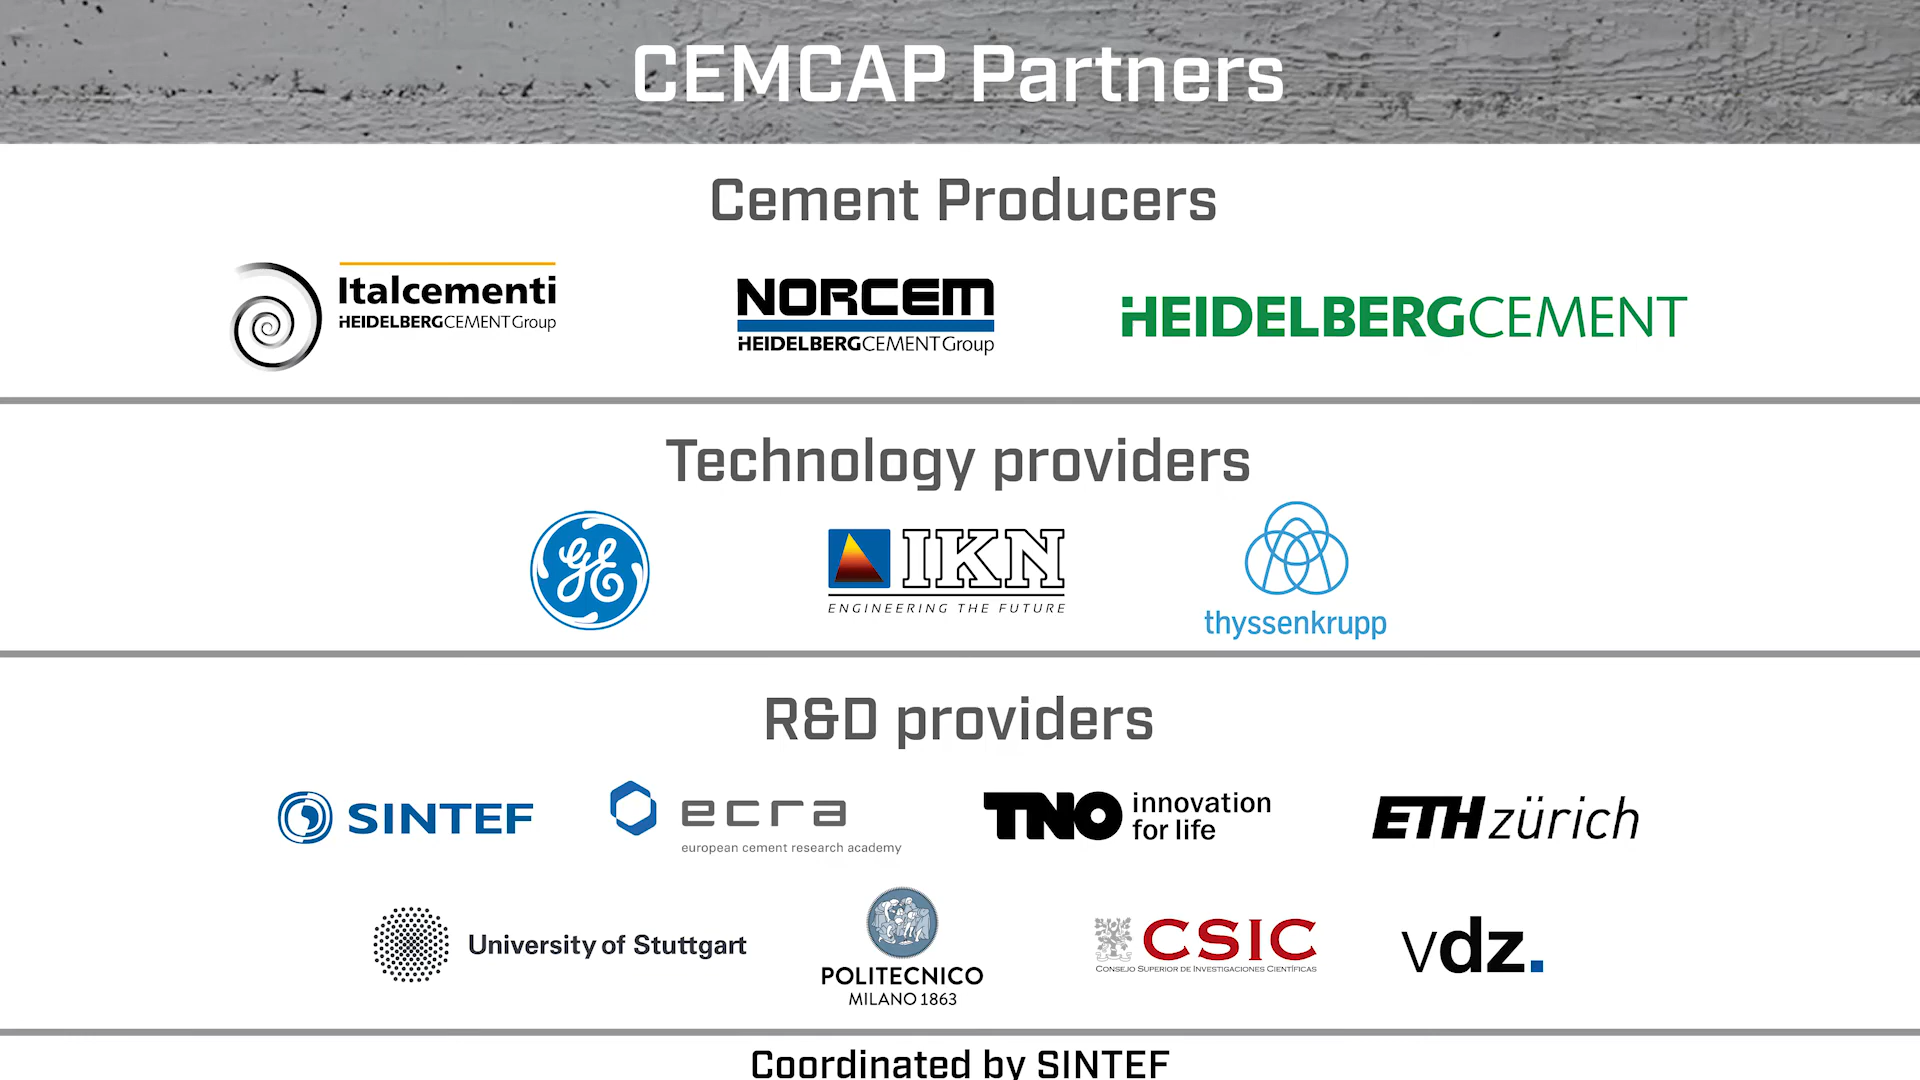 CEMCAP Partners
Cement Producers
Italcementi
HEIDELBERGCEMENT Group
NORCEM
HEIDELBERGCEMENT Group
HEIDELBERGCEMENT
Technology providers
GE
IKN
ENGINEERING THE FUTURE
thyssenkrupp
R&D providers
SINTEF
ecra
european cement research academy
TNO innovation
for life
ETH zürich
University of Stuttgart
POLITECNICO
MILANO 1863
CSIC
CONSEJO SUPERIOR DE INVESTIGACIONES CIENTÍFICAS
vdz.
Coordinated by SINTEF